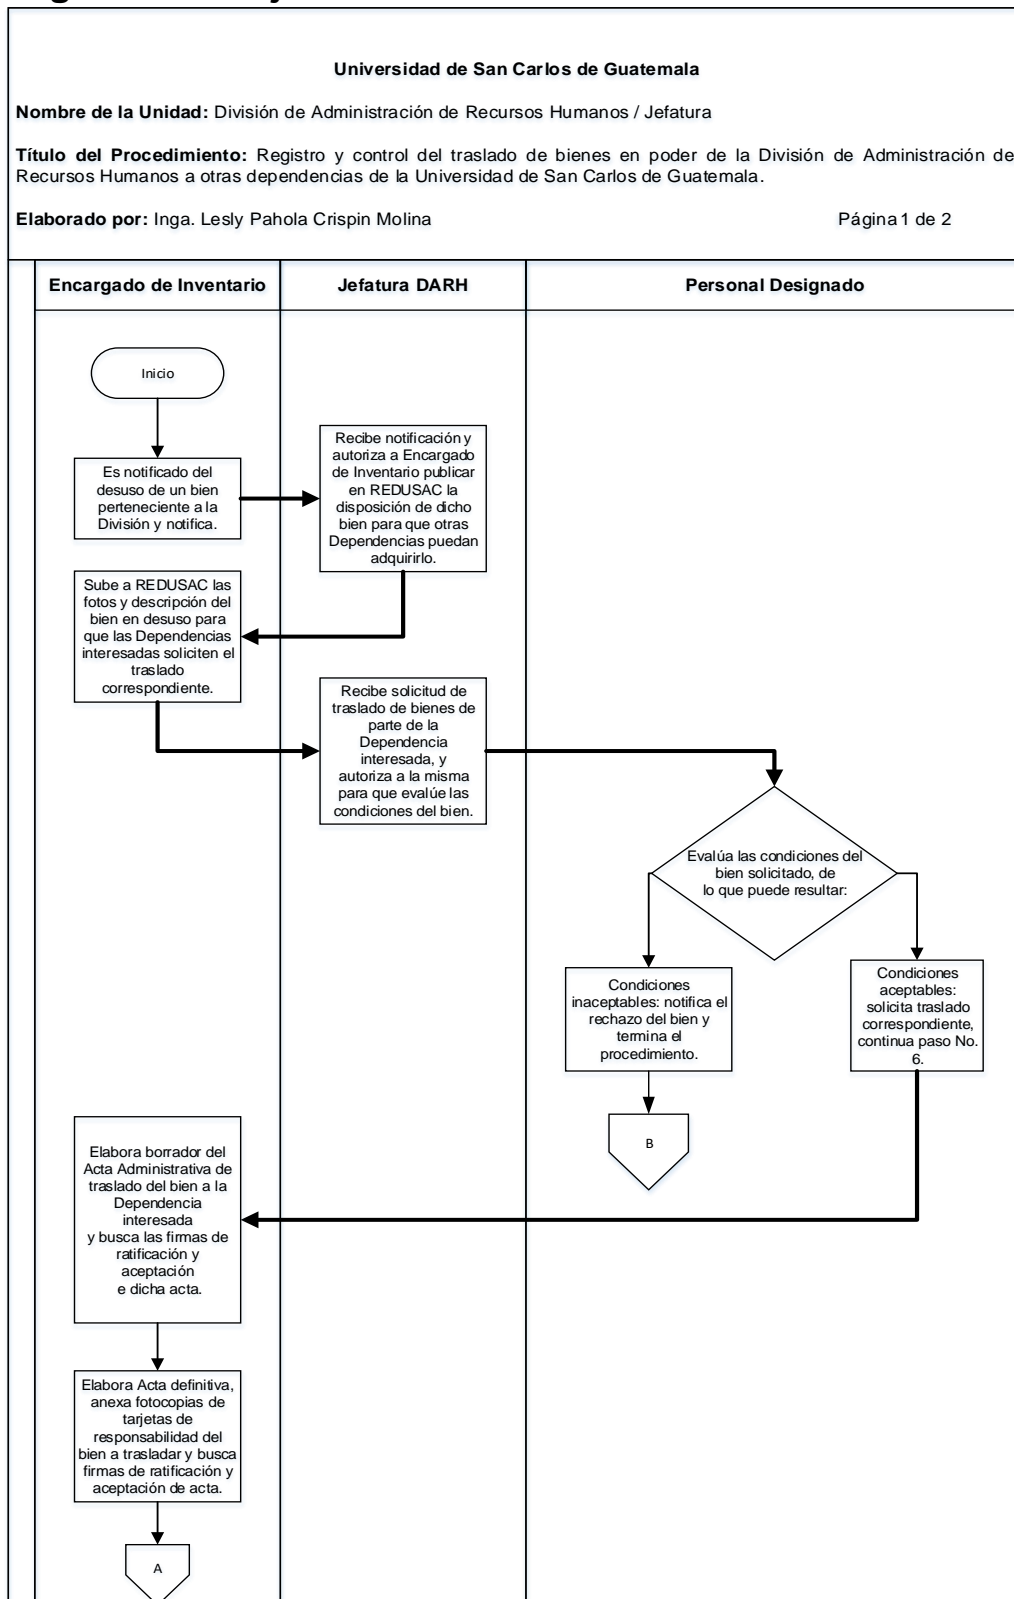 Universidad de San Carlos de Guatemala
Nombre de la Unidad: División de Administración de Recursos Humanos / Jefatura
Título del Procedimiento: Registro y control del traslado de bienes en poder de la División de Administración de
Recursos Humanos a otras dependencias de la Universidad de San Carlos de Guatemala.
Elaborado por: Inga. Lesly Pahola Crispin Molina
Página 1 de 2
Encargado de Inventario
Jefatura DARH
Personal Designado
Inicio
Es notificado del
desuso de un bien
perteneciente a la
División y notifica.
Recibe notificación y
autoriza a Encargado
de Inventario publicar
en REDUSAC la
disposición de dicho
bien para que otras
Dependencias puedan
adquirirlo.
Sube a REDUSAC las
fotos y descripción del
bien en desuso para
que las Dependencias
interesadas soliciten el
traslado
correspondiente.
Recibe solicitud de
traslado de bienes de
parte de la
Dependencia
interesada, y
autoriza a la misma
para que evalúe las
condiciones del bien.
Evalúa las condiciones del
bien solicitado, de
lo que puede resultar:
Condiciones
inaceptables: notifica el
rechazo del bien y
termina el
procedimiento.
Condiciones
aceptables:
solicita traslado
correspondiente,
continua paso No.
6.
B
Elabora borrador del
Acta Administrativa de
traslado del bien a la
Dependencia
interesada
y busca las firmas de
ratificación y
aceptación
e dicha acta.
Elabora Acta definitiva,
anexa fotocopias de
tarjetas de
responsabilidad del
bien a trasladar y busca
firmas de ratificación y
aceptación de acta.
A